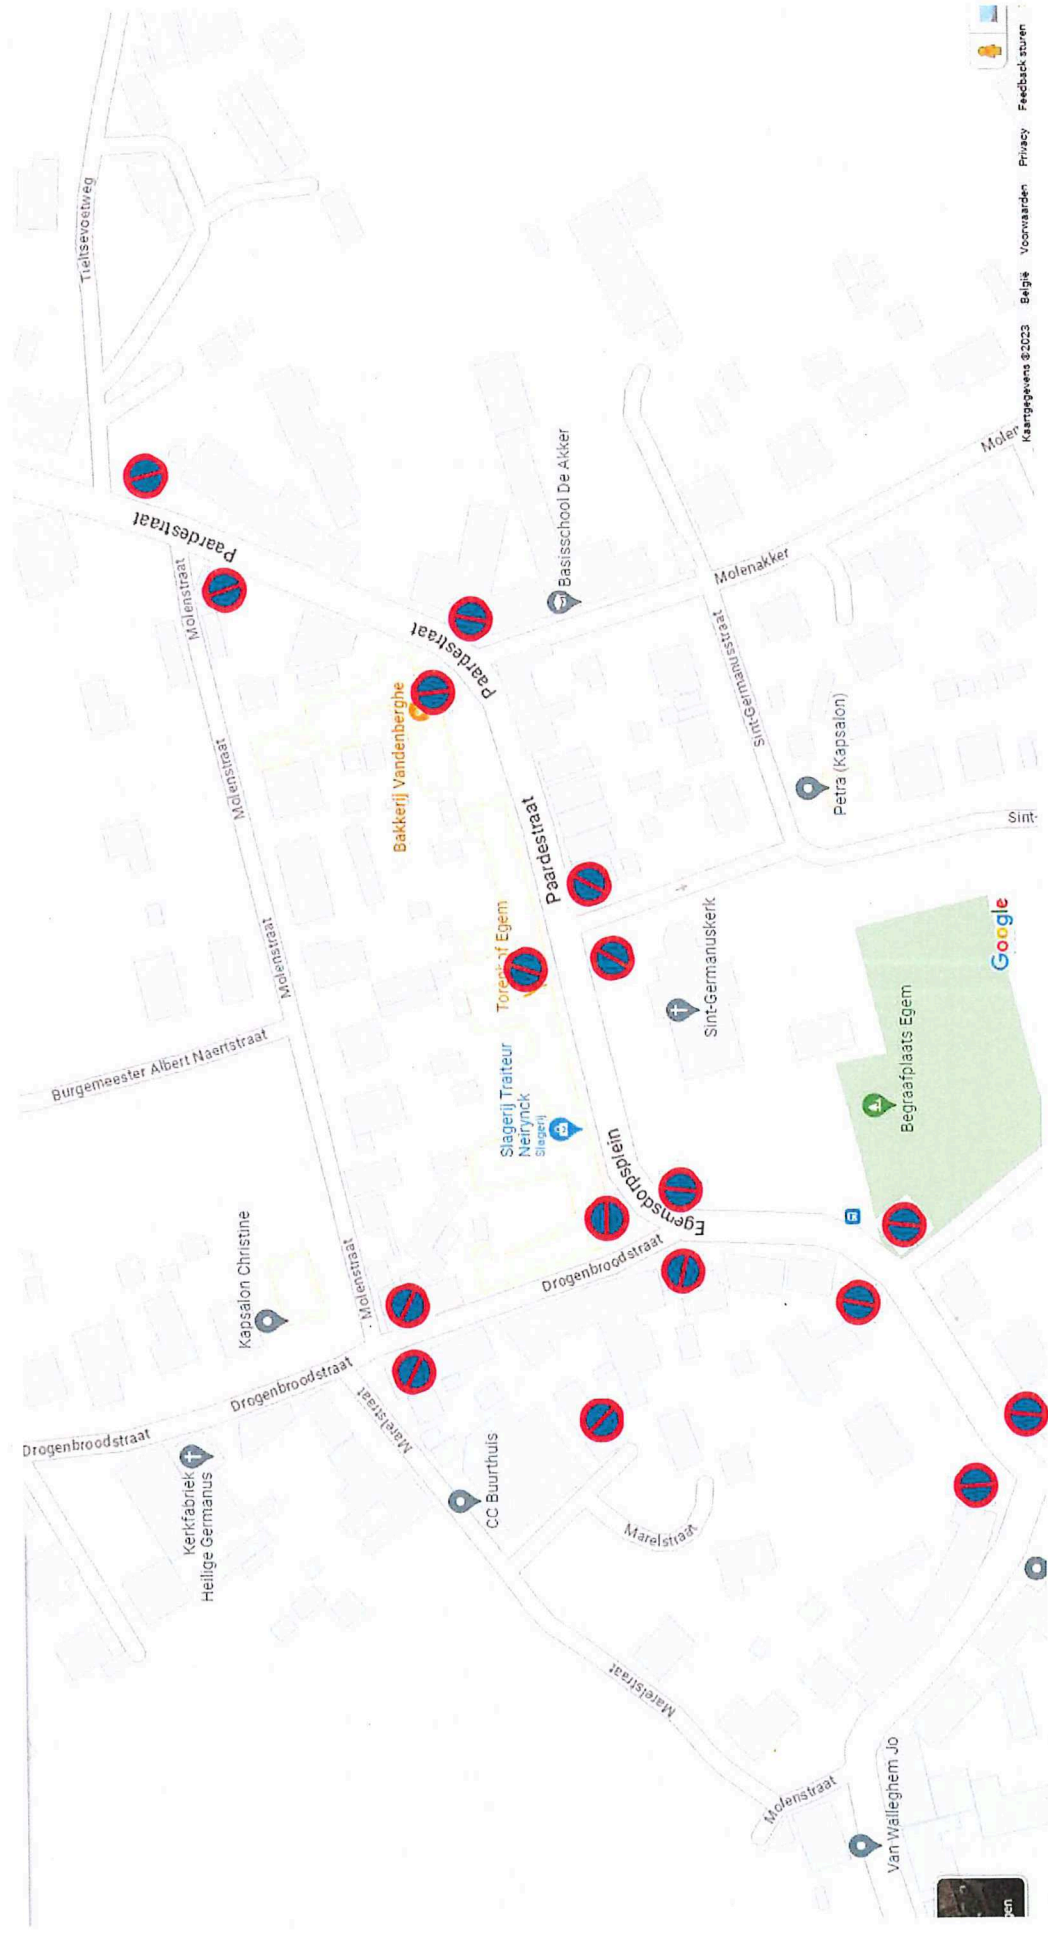 Drogenbroodstraat
Kerkfabriek
Heilige Germanus
Drogenbroodstraat
Kapsalon Christine
Burgemeester Albert Naertstraat
Molenstraat
Molenstraat
Molenstraat
Molenstraat
Paardestraat
Tieltsevoetweg
Marelstraat
CC Buurthuis
Drogenbroodstraat
Slagerij Traiteur
Neirynck
Slagerij
Egem
Bakkerij Vandenberghe
Paardestraat
Paardestraat
Basisschool De Akker
Marelstraat
Marelstraat
Egemsdorpsplein
Sint-Germanuskerk
Sint-Germanusstraat
Molenakker
Molenstraat
Van Walleghem Jo
Begraafplaats Egem
Petra (Kapsalon)
Sint-
Molen
Google
Kaartgegevens ©2023 België Voorwaarden Privacy Feedback sturen